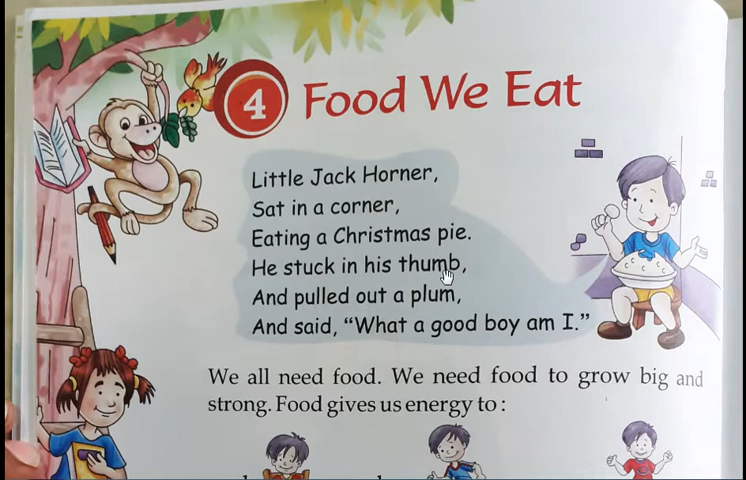 4 Food We Eat
Little Jack Horner,
Sat in a corner,
Eating a Christmas pie.
He stuck in his thumb,
And pulled out a plum,
And said, “What a good boy am I.”
We all need food. We need food to grow big and
strong. Food gives us energy to :